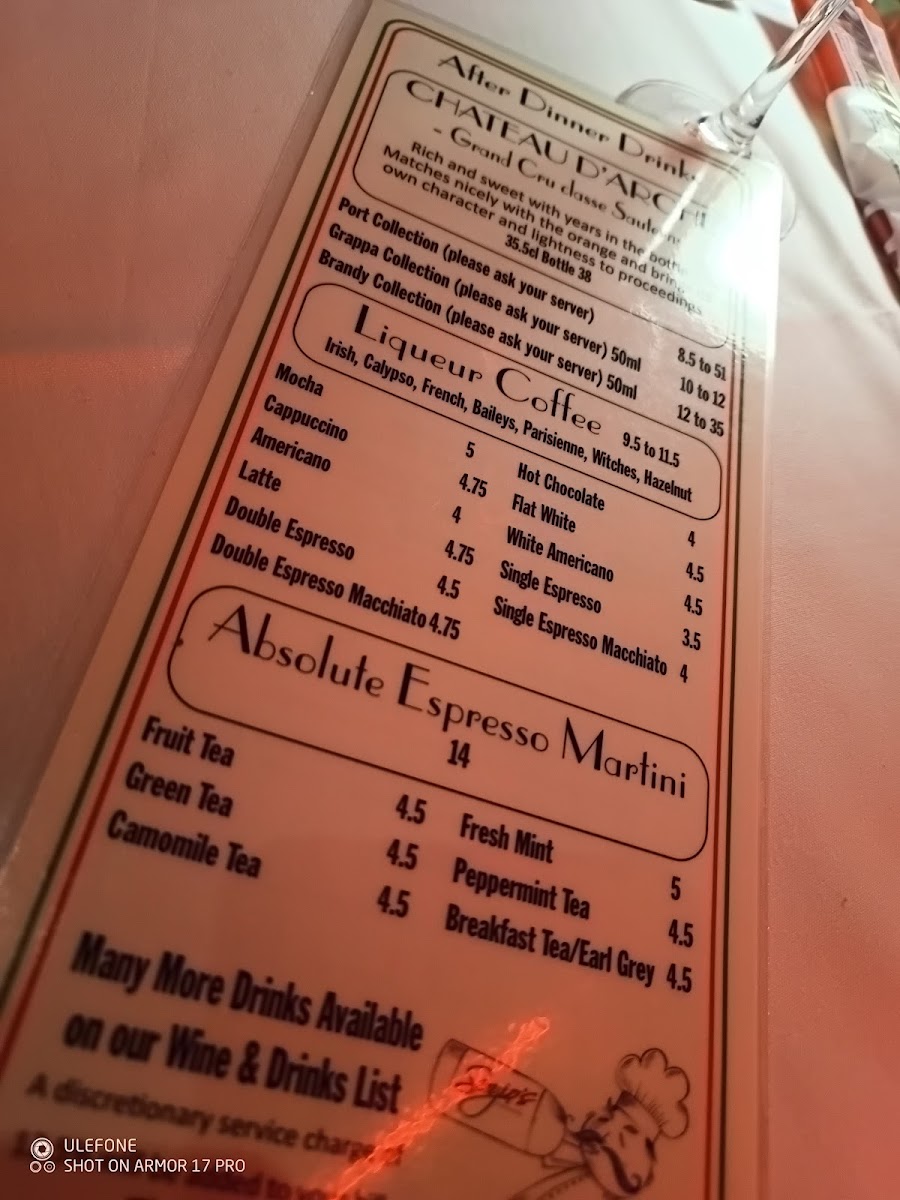 After Dinner Drinks
CHATEAU D'ARCHE
- Grand Cru classe
Rich and sweet with years in the bottle
Matches nicely with the orange and
own character and lightness to proceedings
35.5cl Bottle 38
Port Collection (please ask your server) 8.5 to 51
Grappa Collection (please ask your server) 50ml 10 to 12
Brandy Collection (please ask your server) 50ml 12 to 35
Liqueur Coffee 9.5 to 11.5
Irish, Calypso, French, Baileys, Parisienne, Witches, Hazelnut
Mocha 5 Hot Chocolate 4
Cappuccino 4.75 Flat White 4.5
Americano 4 White Americano 4.5
Latte 4.75 Single Espresso 3.5
Double Espresso 4.5 Single Espresso Macchiato 4
Double Espresso Macchiato 4.75
Absolute Espresso Martini
14
Fruit Tea 4.5 Fresh Mint 5
Green Tea 4.5 Peppermint Tea 4.5
Camomile Tea 4.5 Breakfast Tea/Earl Grey 4.5
Many More Drinks Available
on our Wine & Drinks List
A discretionary service charge of
ULEFONE
SHOT ON ARMOR 17 PRO